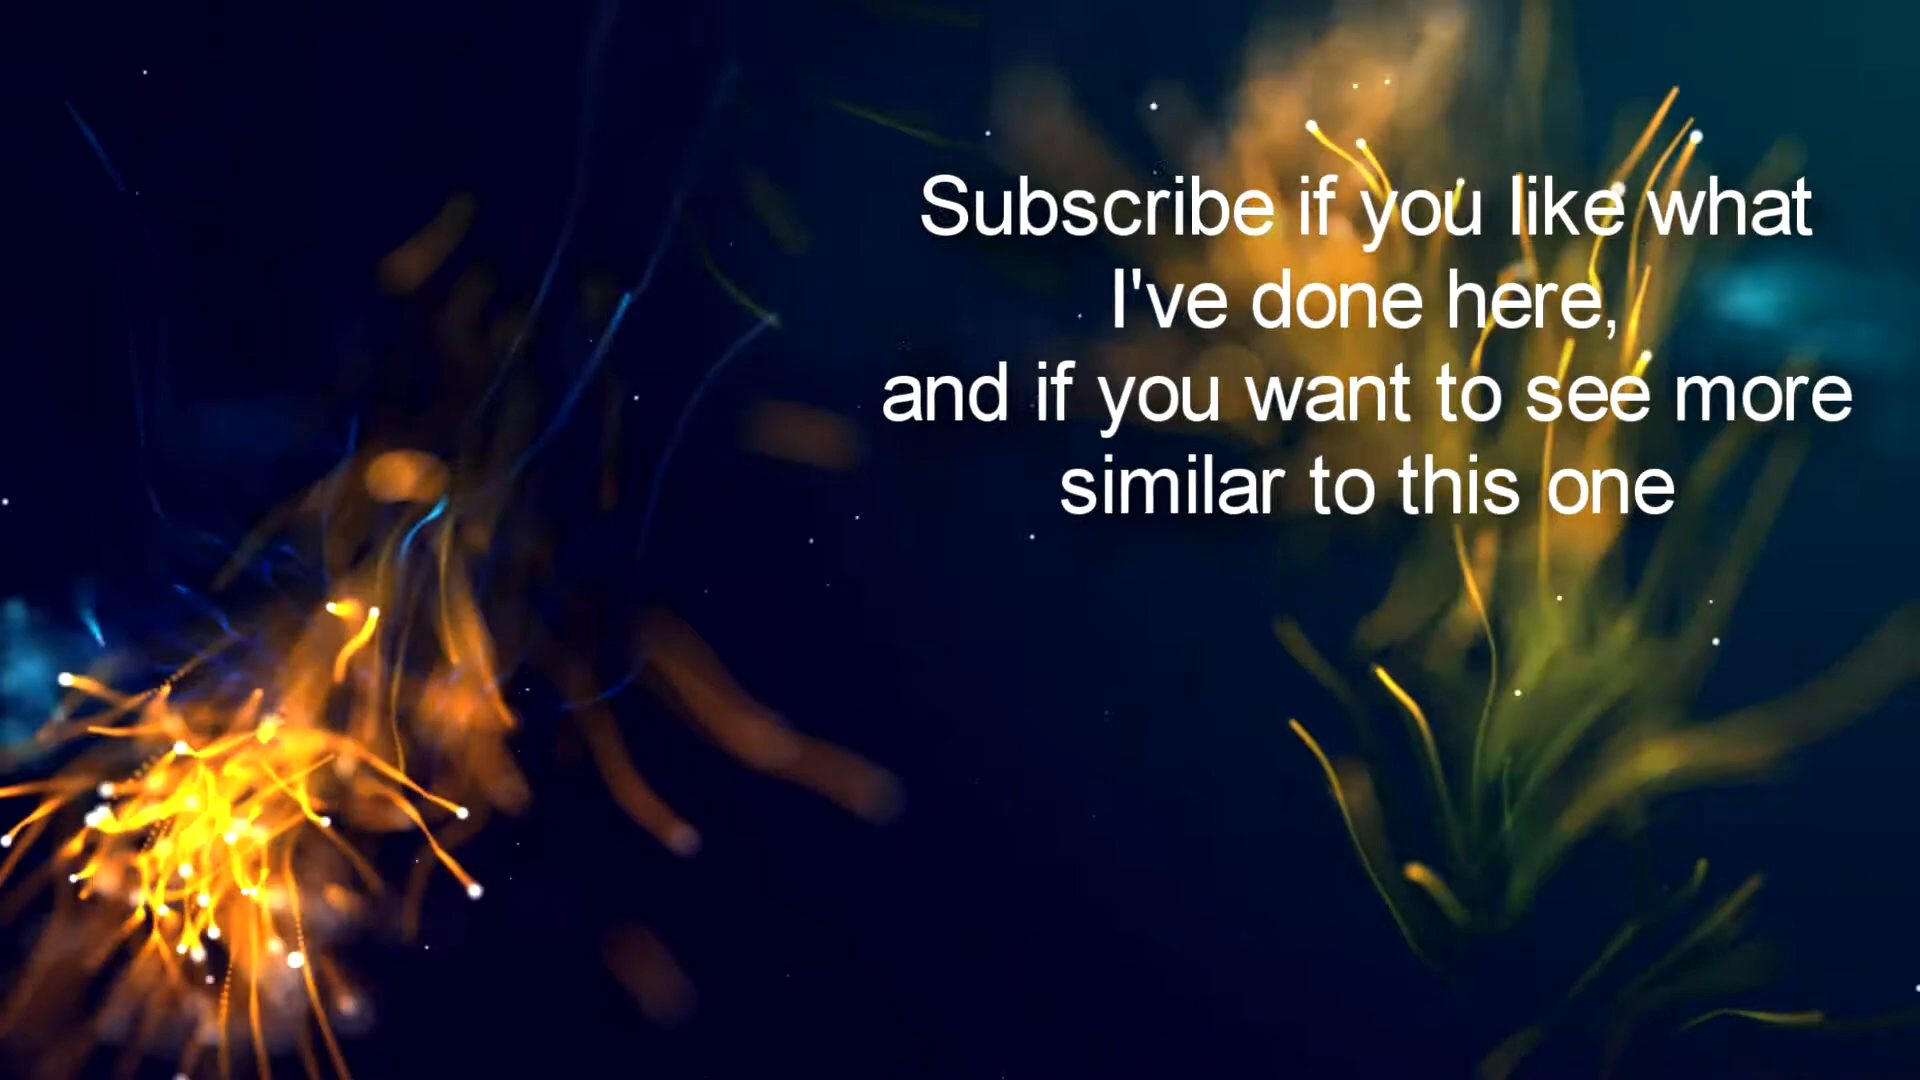 Subscribe if you like what
I've done here,
and if you want to see more
similar to this one